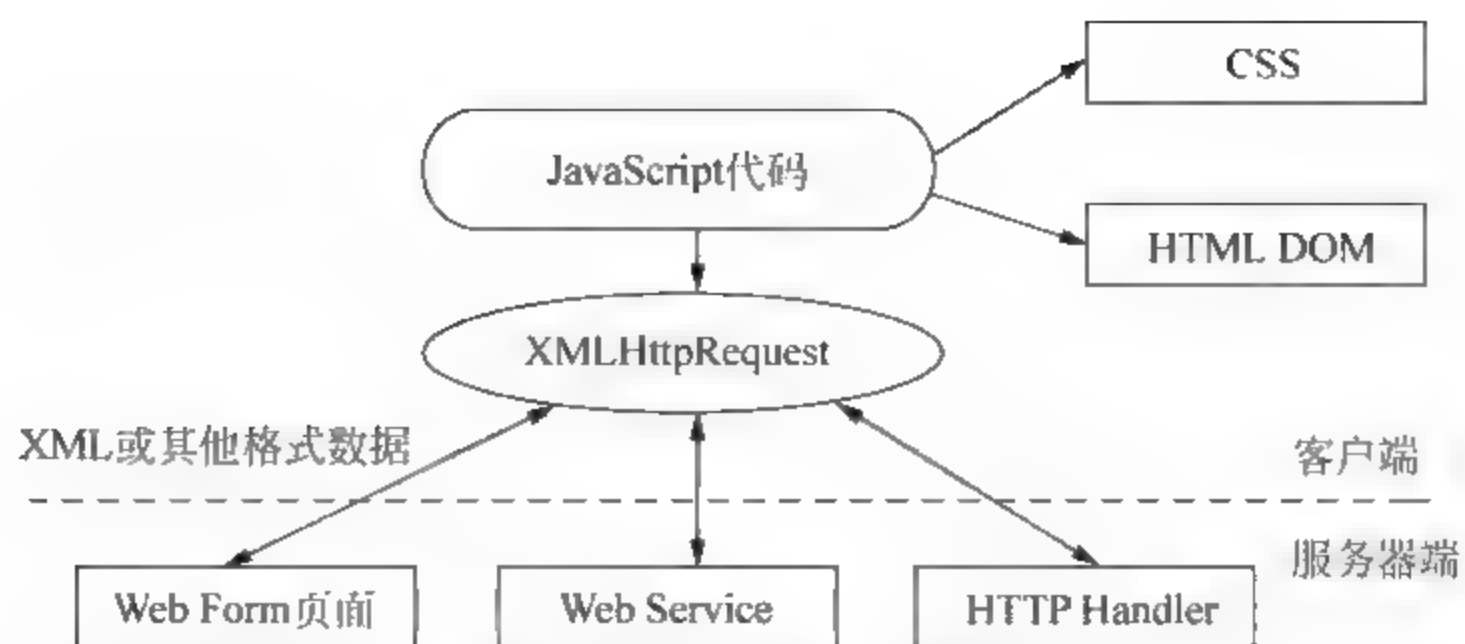 CSS
JavaScript代码
HTML DOM
XMLHttpRequest
XML或其他格式数据
客户端
服务器端
Web Form页面
Web Service
HTTP Handler